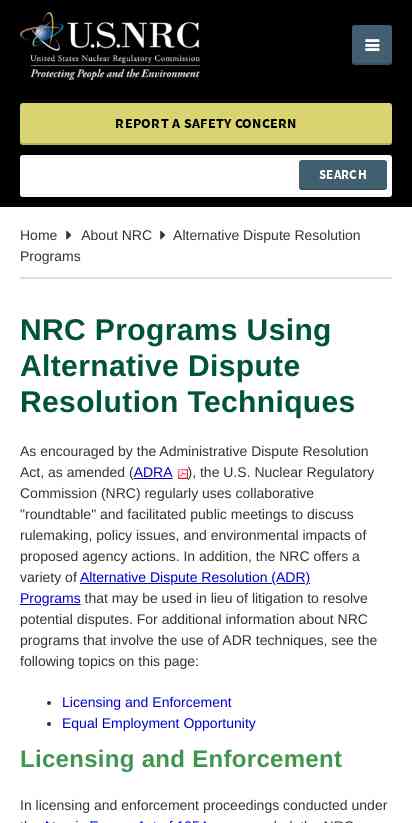 U.S.NRC
United States Nuclear Regulatory Commission
Protecting People and the Environment
REPORT A SAFETY CONCERN
SEARCH
Home About NRC Alternative Dispute Resolution
Programs
NRC Programs Using
Alternative Dispute
Resolution Techniques
As encouraged by the Administrative Dispute Resolution
Act, as amended (ADRA ), the U.S. Nuclear Regulatory
Commission (NRC) regularly uses collaborative
"roundtable" and facilitated public meetings to discuss
rulemaking, policy issues, and environmental impacts of
proposed agency actions. In addition, the NRC offers a
variety of Alternative Dispute Resolution (ADR)
Programs that may be used in lieu of litigation to resolve
potential disputes. For additional information about NRC
programs that involve the use of ADR techniques, see the
following topics on this page:
• Licensing and Enforcement
• Equal Employment Opportunity
Licensing and Enforcement
In licensing and enforcement proceedings conducted under